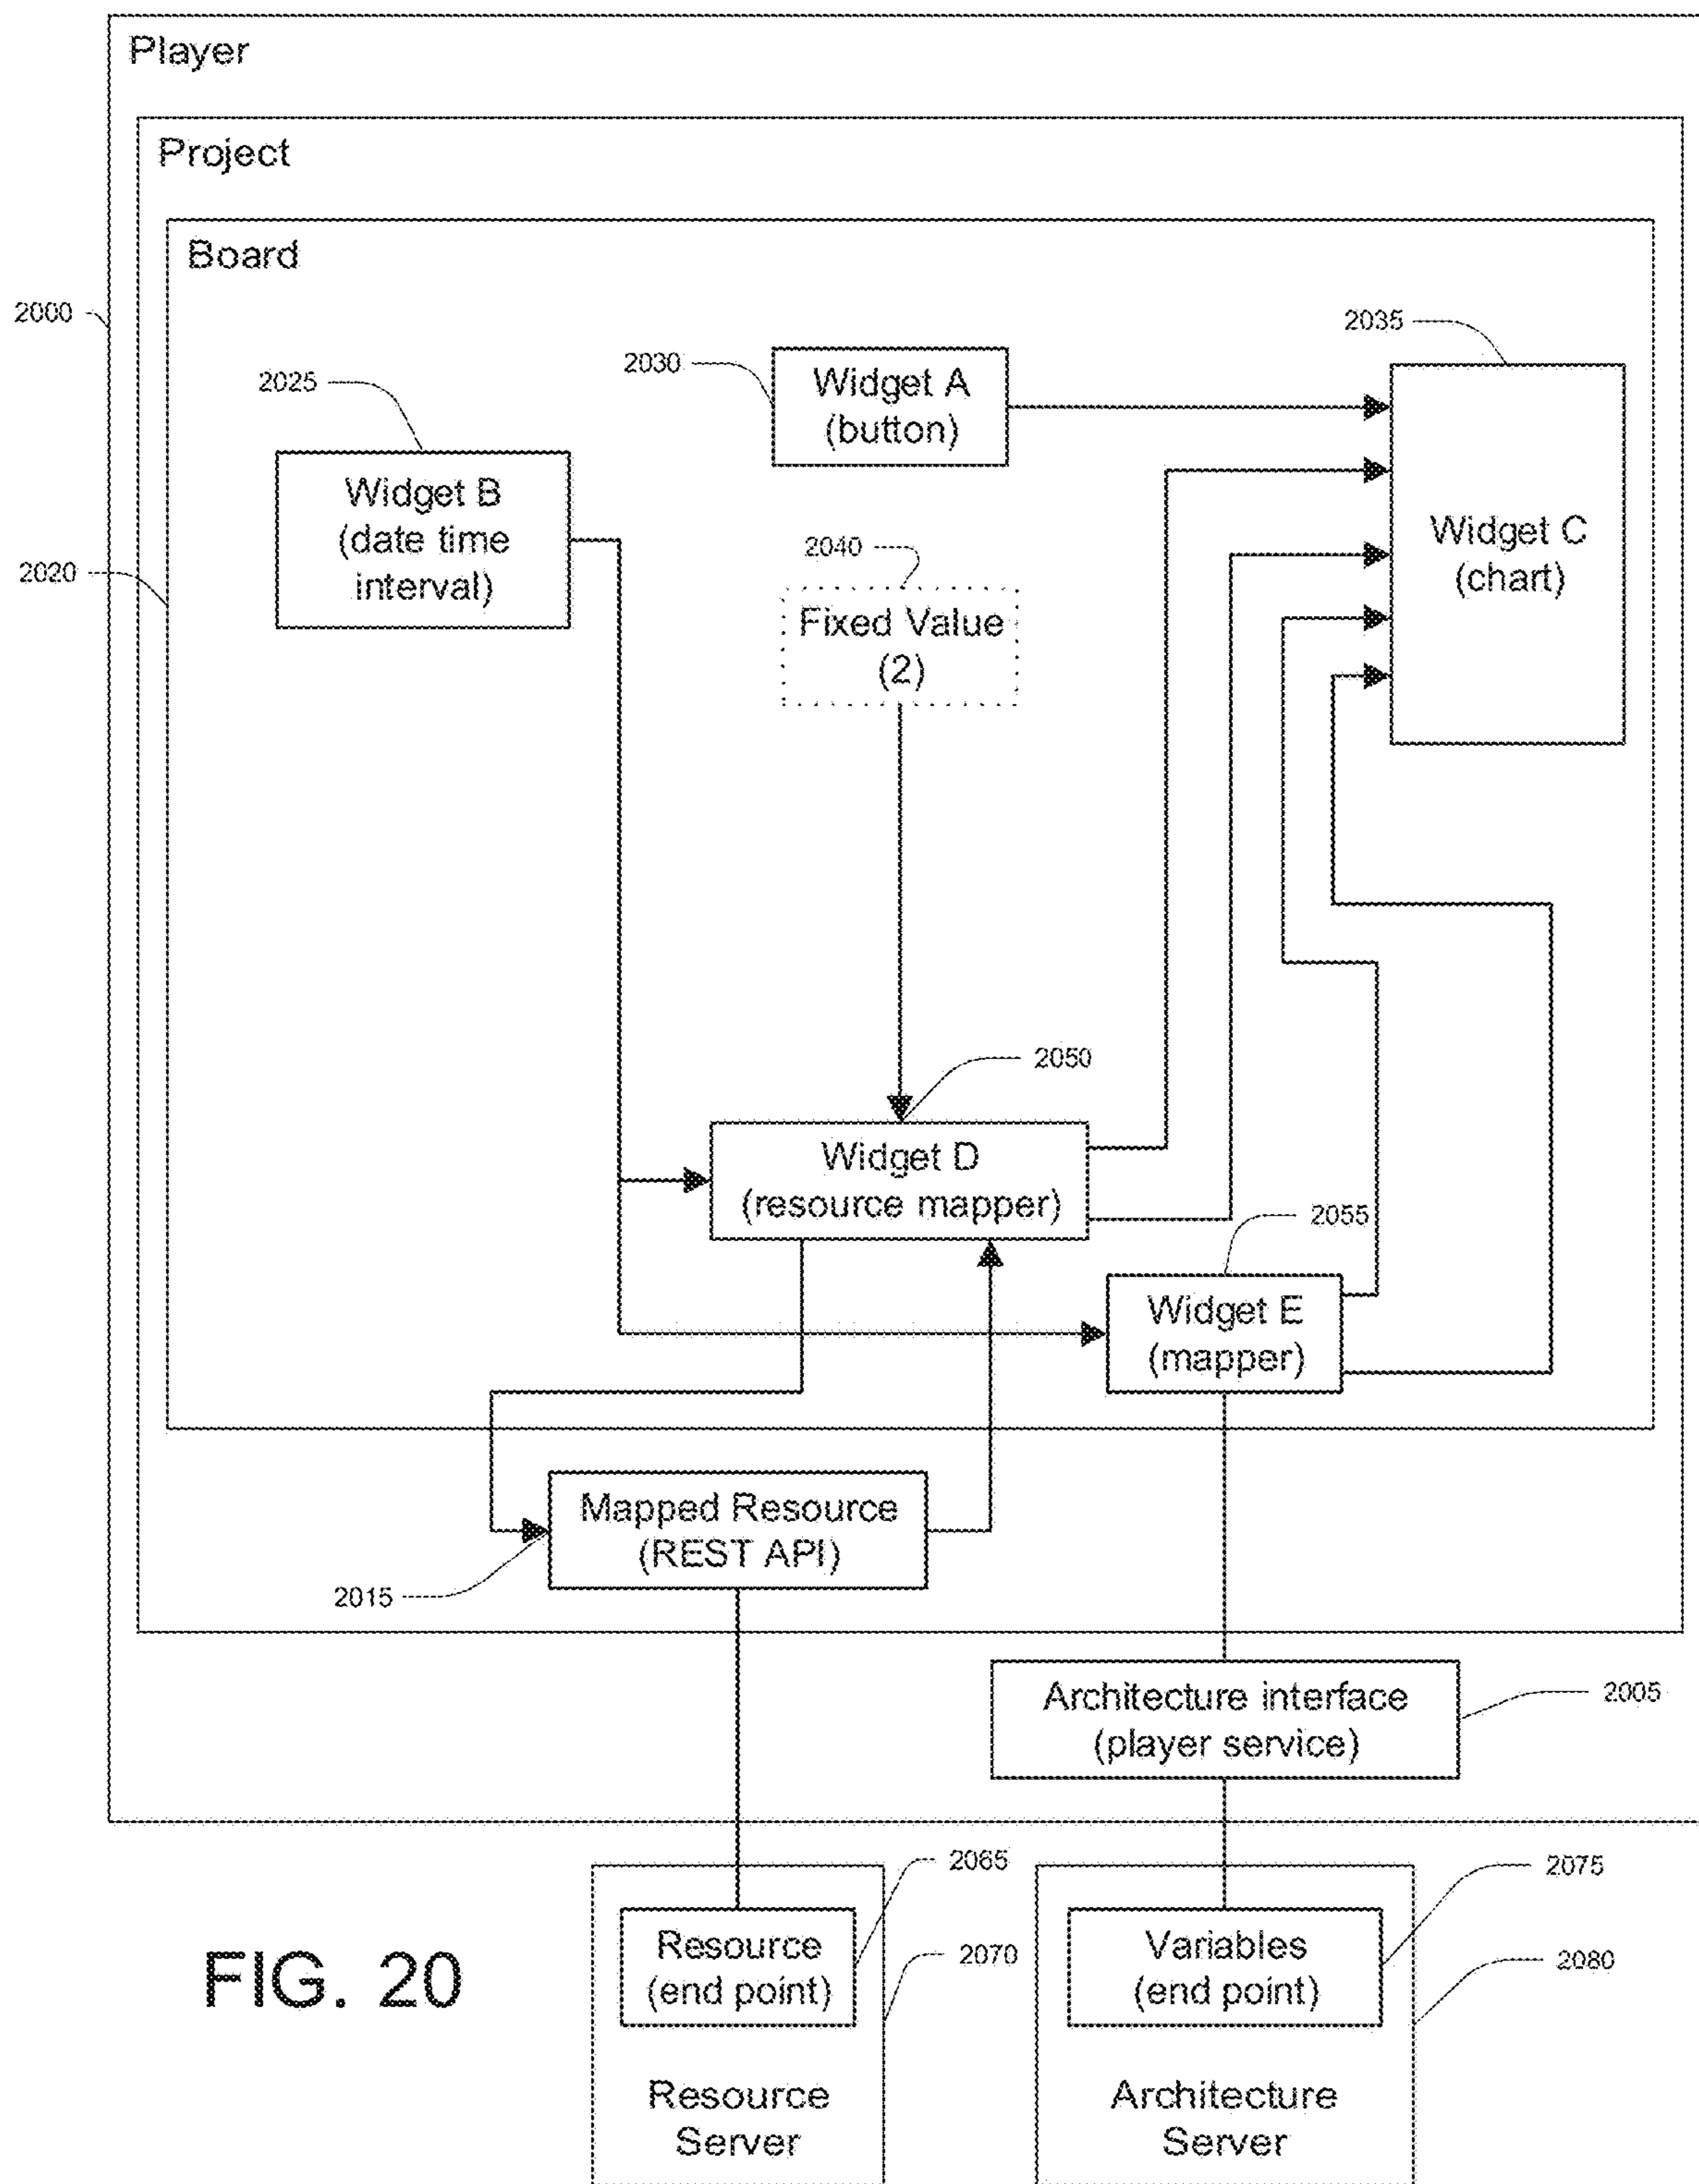 Player
Project
Board
2000
2035
2030
Widget A
(button)
2025
Widget B
(date time
interval)
Widget C
(chart)
2040
2020
Fixed Value
(2)
2050
Widget D
(resource mapper)
2055
Widget E
(mapper)
Mapped Resource
(REST API)
2015
Architecture interface
(player service)
2005
2065
2075
Resource
(end point)
2070
Variables
(end point)
2080
FIG. 20
Resource
Server
Architecture
Server